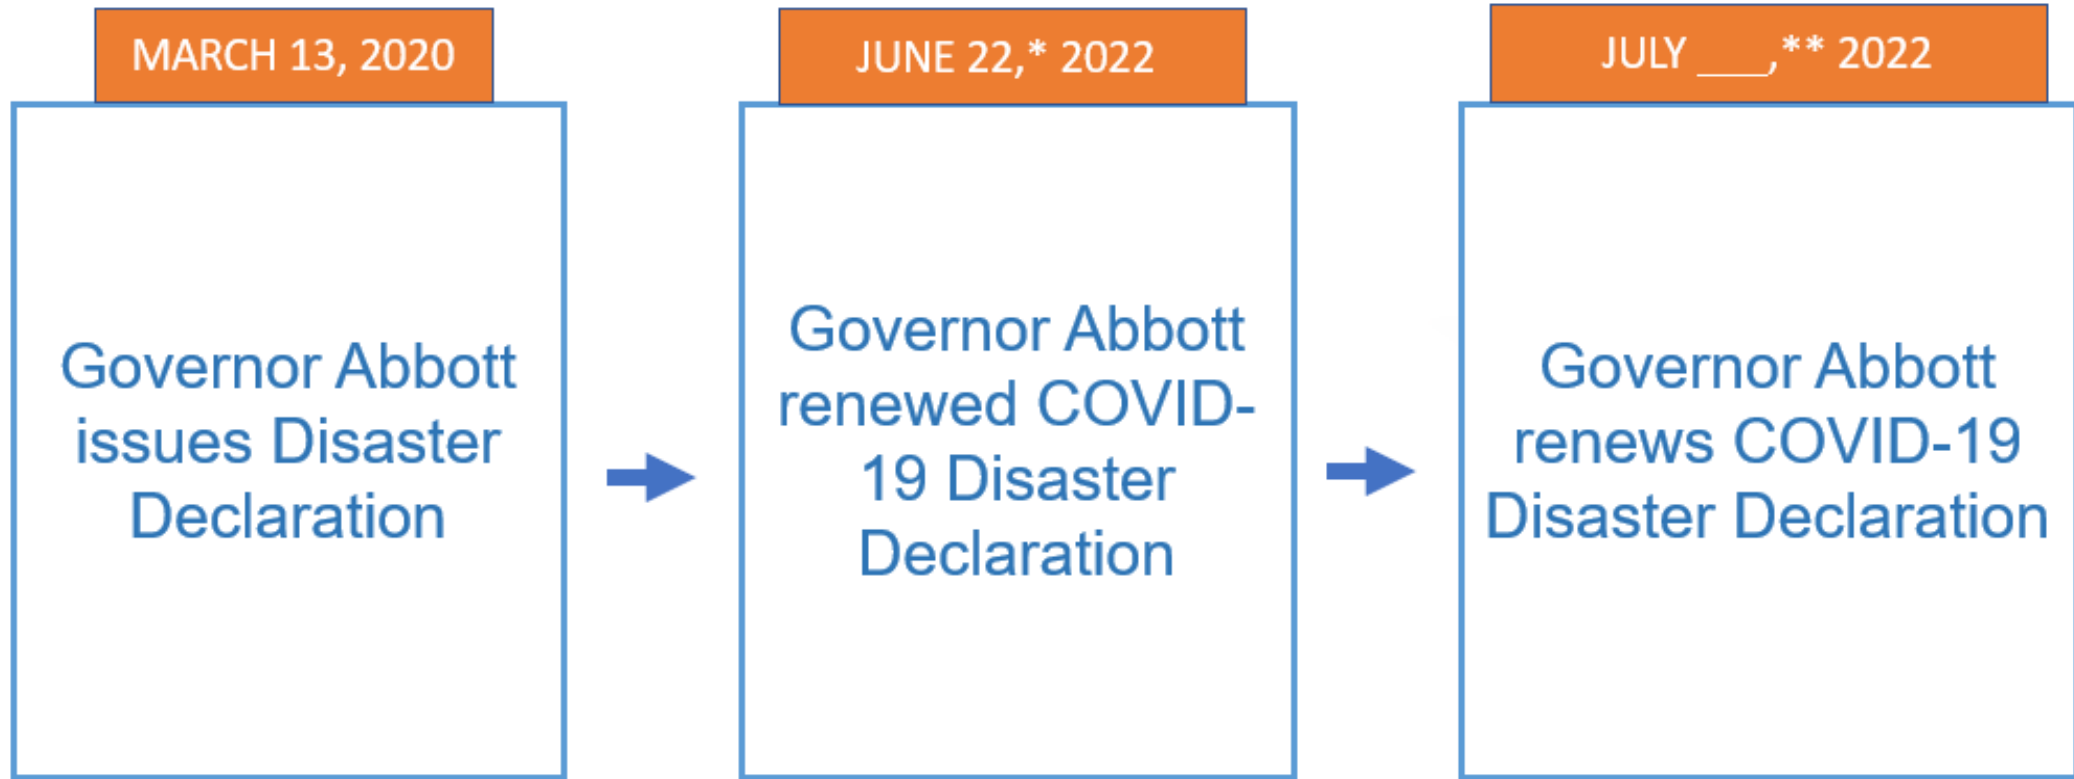 MARCH 13, 2020
Governor Abbott
issues Disaster
Declaration
JUNE 22,* 2022
Governor Abbott
renewed COVID-
19 Disaster
Declaration
JULY ___,** 2022
Governor Abbott
renews COVID-19
Disaster Declaration